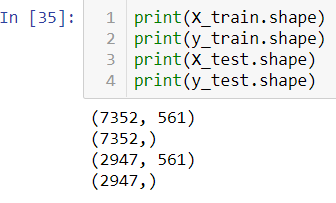 In [35]:
1 print(X_train.shape)
2 print(y_train.shape)
3 print(X_test.shape)
4 print(y_test.shape)
(7352, 561)
(7352,)
(2947, 561)
(2947,)